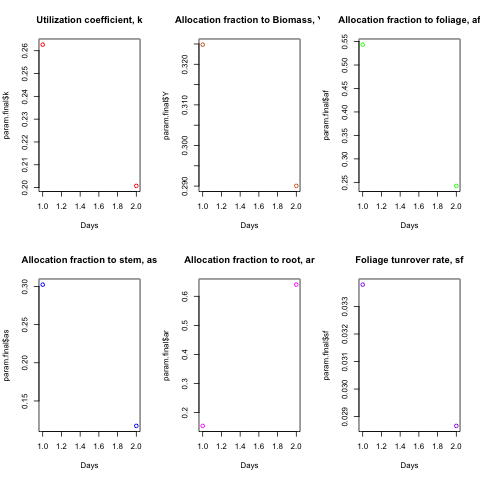 Utilization coefficient, k
param.final$k
0.20 0.21 0.22 0.23 0.24 0.25 0.26
1.0 1.2 1.4 1.6 1.8 2.0
Days
Allocation fraction to Biomass,
param.final$Y
0.290 0.300 0.310 0.320
1.0 1.2 1.4 1.6 1.8 2.0
Days
Allocation fraction to foliage, af
param.final$af
0.25 0.30 0.35 0.40 0.45 0.50 0.55
1.0 1.2 1.4 1.6 1.8 2.0
Days
Allocation fraction to stem, as
param.final$as
0.15 0.20 0.25 0.30
1.0 1.2 1.4 1.6 1.8 2.0
Days
Allocation fraction to root, ar
param.final$ar
0.2 0.3 0.4 0.5 0.6
1.0 1.2 1.4 1.6 1.8 2.0
Days
Foliage tunrover rate, sf
param.final$sf
0.029 0.030 0.031 0.032 0.033
1.0 1.2 1.4 1.6 1.8 2.0
Days